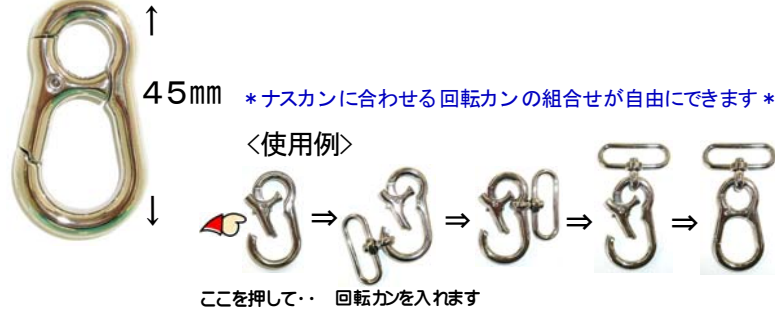 45mm
*ナスカンに合わせる回転カンの組合せが自由にできます*
<使用例>
ここを押して・・ 回転カンを入れます